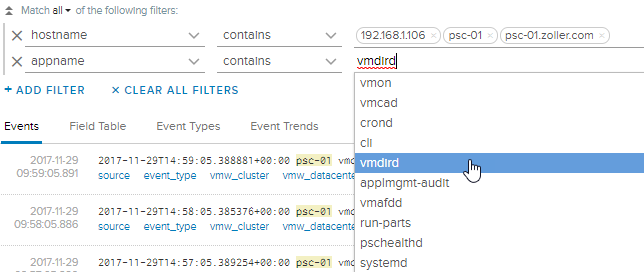 Match all of the following filters:
hostname contains 192.168.1.106 psc-01 psc-01.zoller.com
appname contains vmdird
+ ADD FILTER × CLEAR ALL FILTERS
vmon
vmcad
crond
cli
vmdird
applmgmt-audit
vmafdd
run-parts
pschealthd
systemd
Events Field Table Event Types Event Trends
2017-11-29 09:59:05.891
2017-11-29T14:59:05.388881+00:00 psc-01
source event_type vmw_cluster
2017-11-29 09:58:05.886
2017-11-29T14:58:05.385376+00:00 psc-01
source event_type vmw_cluster
2017-11-29
2017-11-29T14:57:05.389254+00:00 psc-01